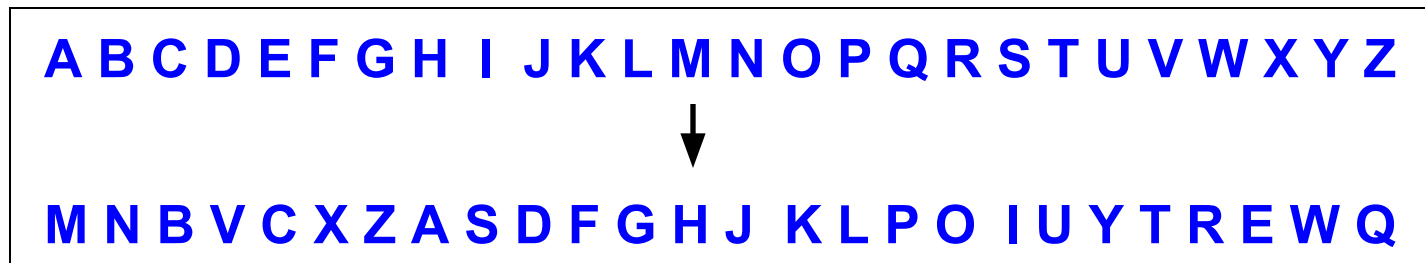 A B C D E F G H I J K L M N O P Q R S T U V W X Y Z
M N B V C X Z A S D F G H J K L P O I U Y T R E W Q